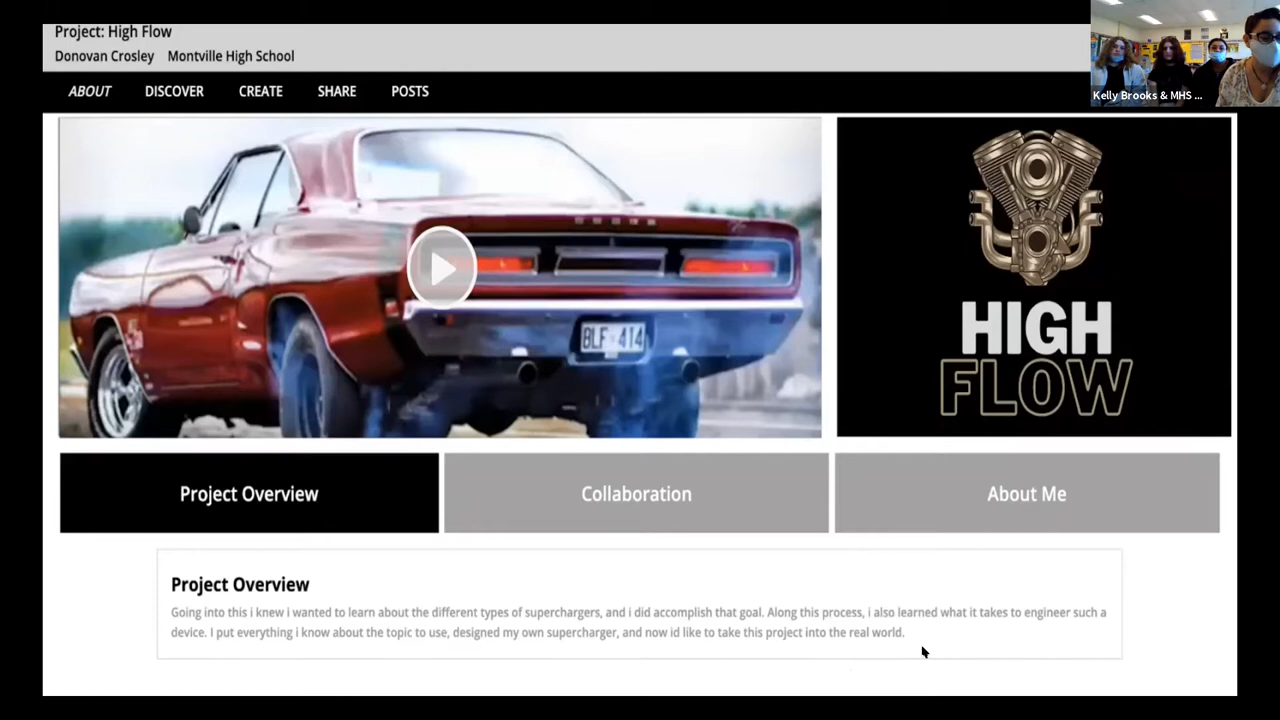 Project: High Flow
Donovan Crosley Montville High School
ABOUT DISCOVER CREATE SHARE POSTS
Kelly Brooks & MHS ...
DODGE
BLF 414
HIGH
FLOW
Project Overview Collaboration About Me
Project Overview
Going into this i knew i wanted to learn about the different types of superchargers, and i did accomplish that goal. Along this process, i also learned what it takes to engineer such a
device. I put everything i know about the topic to use, designed my own supercharger, and now id like to take this project into the real world.